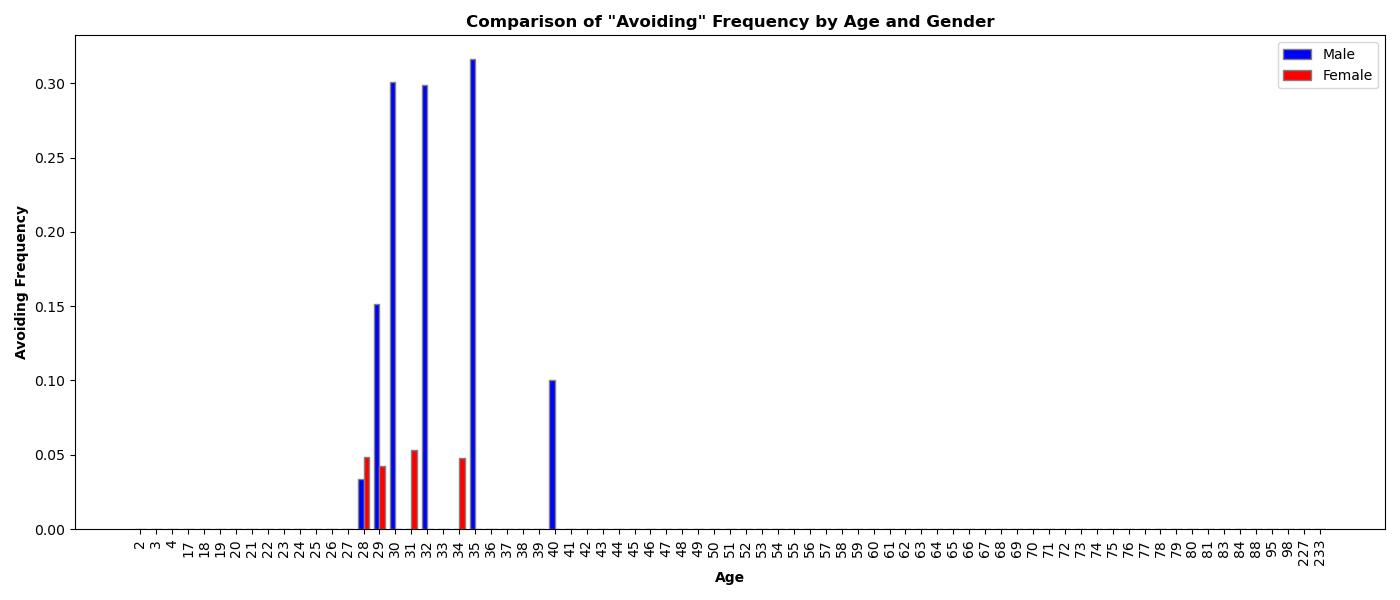 Comparison of "Avoiding" Frequency by Age and Gender
Male
Female
Avoiding Frequency
0.30
0.25
0.20
0.15
0.10
0.05
0.00
2 3 4 17 18 19 20 21 22 23 24 25 26 27 28 29 30 31 32 33 34 35 36 37 38 39 40 41 42 43 44 45 46 47 48 49 50 51 52 53 54 55 56 57 58 59 60 61 62 63 64 65 66 67 68 69 70 71 72 73 74 75 76 77 78 79 80 81 83 84 88 95 98 227 233
Age